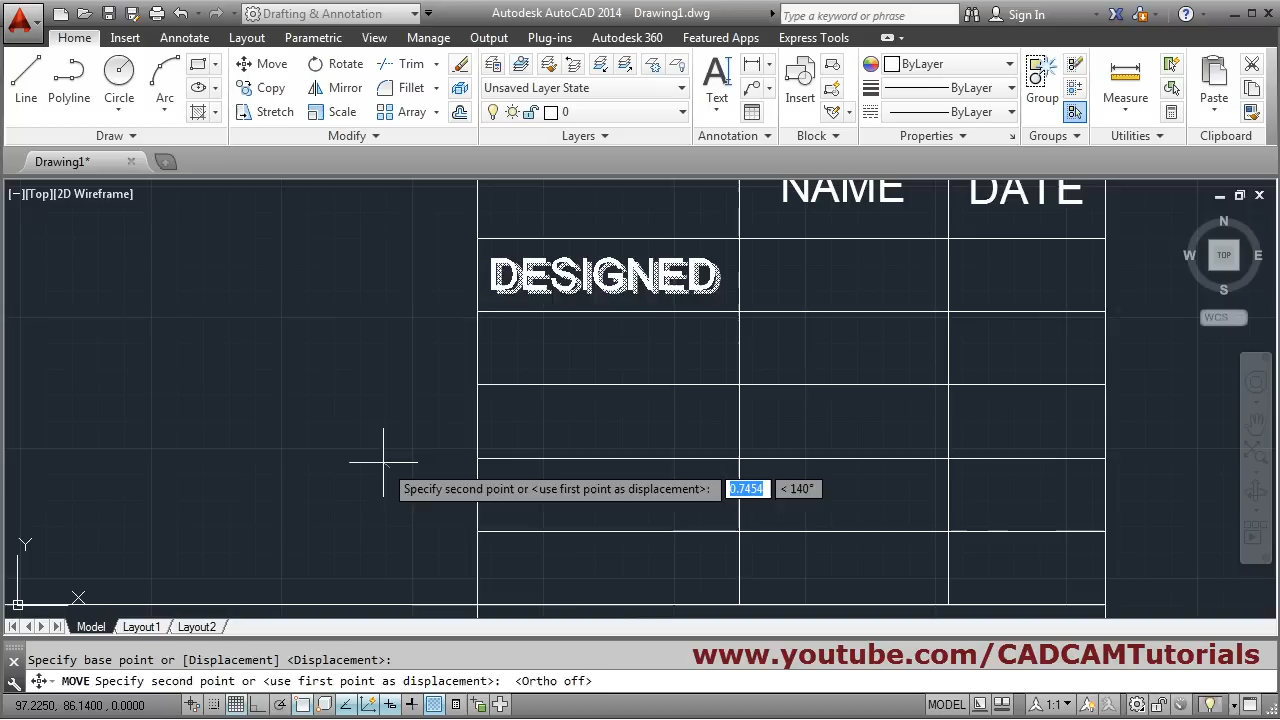 Drafting & Annotation
Autodesk AutoCAD 2014 Drawing1.dwg
Type a keyword or phrase
Sign In
Home Insert Annotate Layout Parametric View Manage Output Plug-ins Autodesk 360 Featured Apps Express Tools
Line
Polyline
Circle
Arc
Draw
Move Rotate Trim
Copy Mirror Fillet
Stretch Scale Array
Modify
Unsaved Layer State
0
Layers
Text
Annotation
Insert
Block
ByLayer
ByLayer
ByLayer
Properties
Group
Groups
Measure
Utilities
Paste
Clipboard
Drawing1*
[−][Top][2D Wireframe]
NAME DATE
DESIGNED
N
W TOP E
S
WCS
Specify second point or <use first point as displacement>: 0.7454 < 140°
Y
X
Model Layout1 Layout2
Specify base point or [Displacement] <Displacement>:
MOVE Specify second point or <use first point as displacement>: <Ortho off>
www.youtube.com/CADCAMTutorials
97.2250, 86.1400, 0.0000
MODEL
1:1